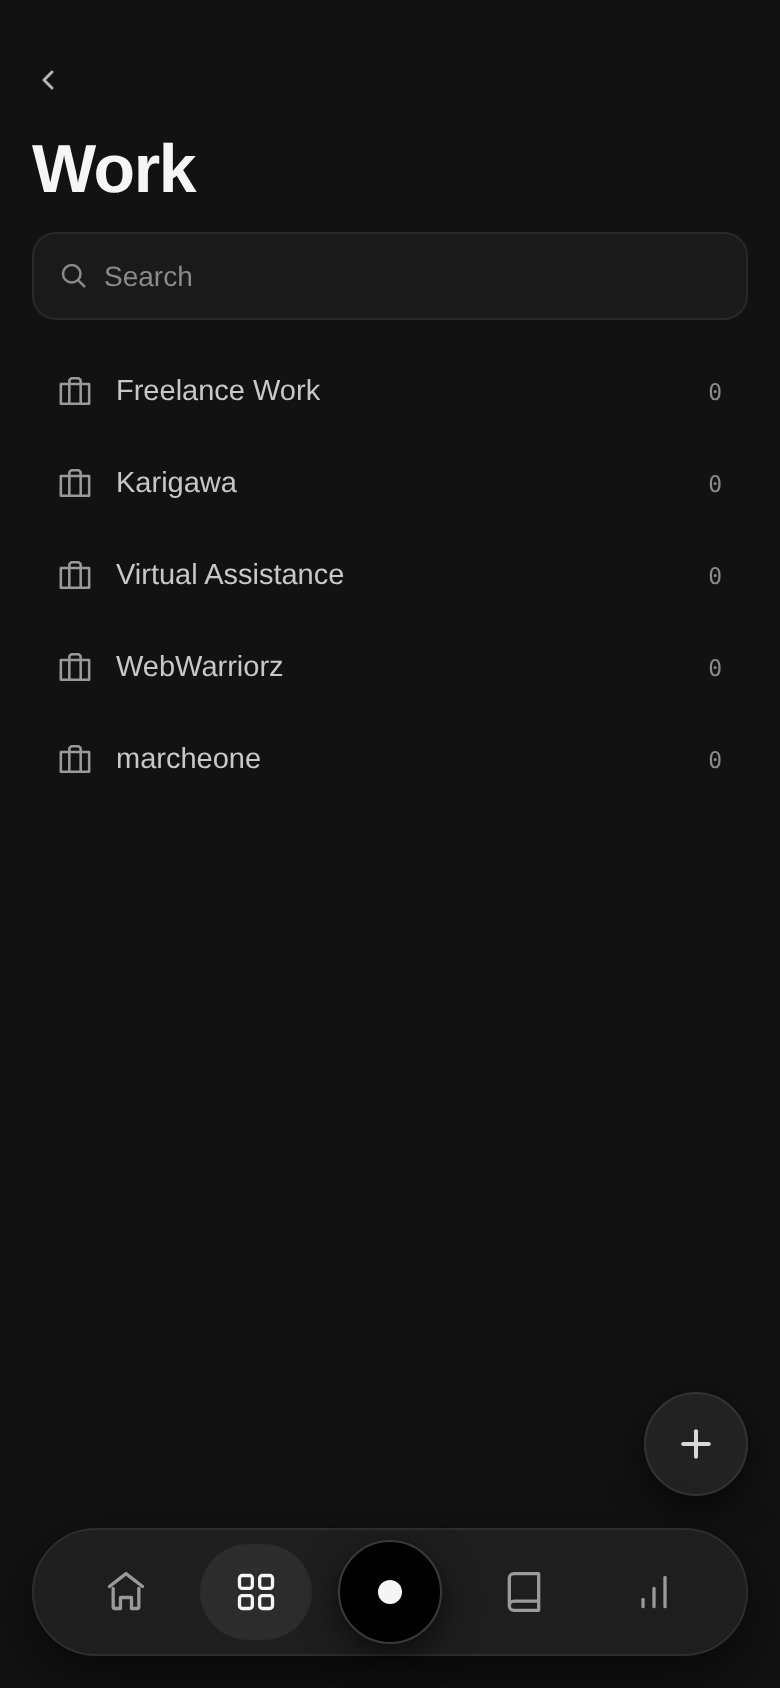 Work
Search
Freelance Work 0
Karigawa 0
Virtual Assistance 0
WebWarriorz 0
marcheone 0